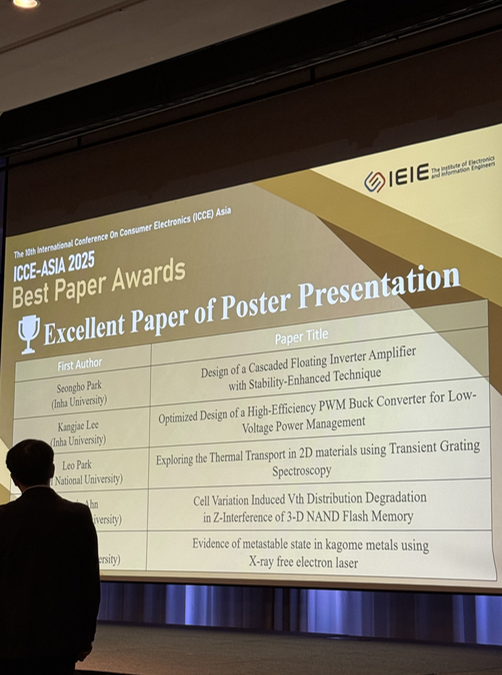 IEIE The Institute of Electronics
and Information Engineers
The 10th International Conference On Consumer Electronics (ICCE) Asia
ICCE-ASIA 2025
Best Paper Awards
Excellent Paper of Poster Presentation
First Author
Paper Title
Seongho Park
(Inha University)
Design of a Cascaded Floating Inverter Amplifier
with Stability-Enhanced Technique
Kangjae Lee
(Inha University)
Optimized Design of a High-Efficiency PWM Buck Converter for Low-
Voltage Power Management
Leo Park
National University)
Exploring the Thermal Transport in 2D materials using Transient Grating
Spectroscopy
Ahn
Cell Variation Induced Vth Distribution Degradation
in Z-Interference of 3-D NAND Flash Memory
Evidence of metastable state in kagome metals using
X-ray free electron laser